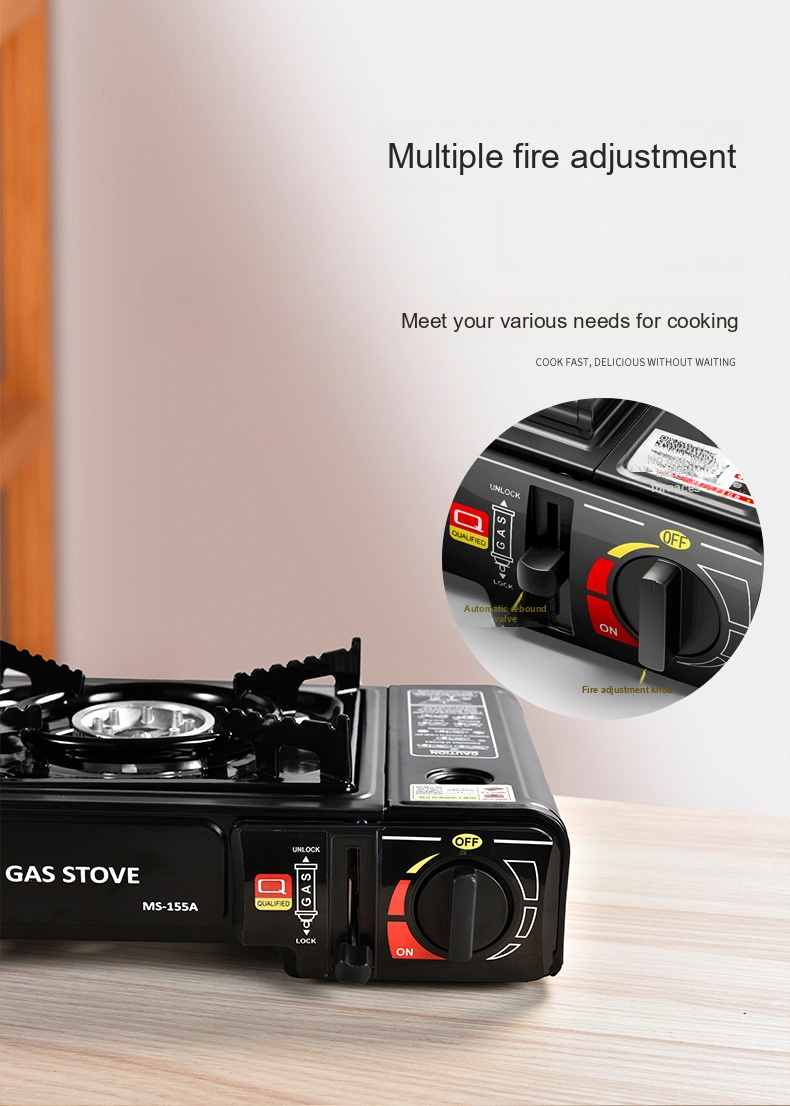 Multiple fire adjustment
Meet your various needs for cooking
COOK FAST, DELICIOUS WITHOUT WAITING
UNLOCK
GAS
LOCK
Q
QUALIFIED
OFF
ON
Automatic rebound
valve
Fire adjustment knob
CAUTION
GAS STOVE
MS-155A
UNLOCK
GAS
LOCK
Q
QUALIFIED
OFF
ON